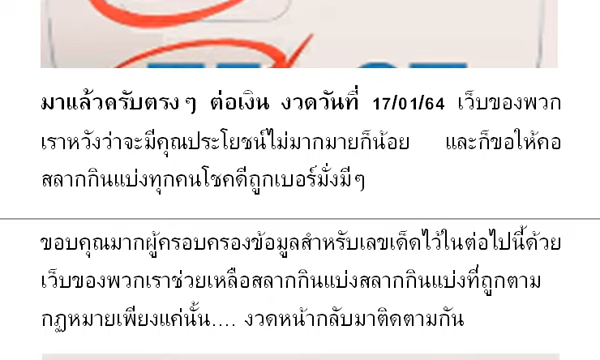 มาแล้วครับตรงๆ ต่อเงิน งวดวันที่ 17/01/64 เว็บของพวก
เราหวังว่าจะมีคุณประโยชน์ไม่มากมายก็น้อย และก็ขอให้คอ
สลากกินแบ่งทุกคนโชคดีถูกเบอร์มั่งมีๆ
ขอบคุณมากผู้ครอบครองข้อมูลสำหรับเลขเด็ดไว้ในต่อไปนี้ด้วย
เว็บของพวกเราช่วยเหลือสลากกินแบ่งสลากกินแบ่งที่ถูกตาม
กฎหมายเพียงแค่นั้น.... งวดหน้ากลับมาติดตามกัน